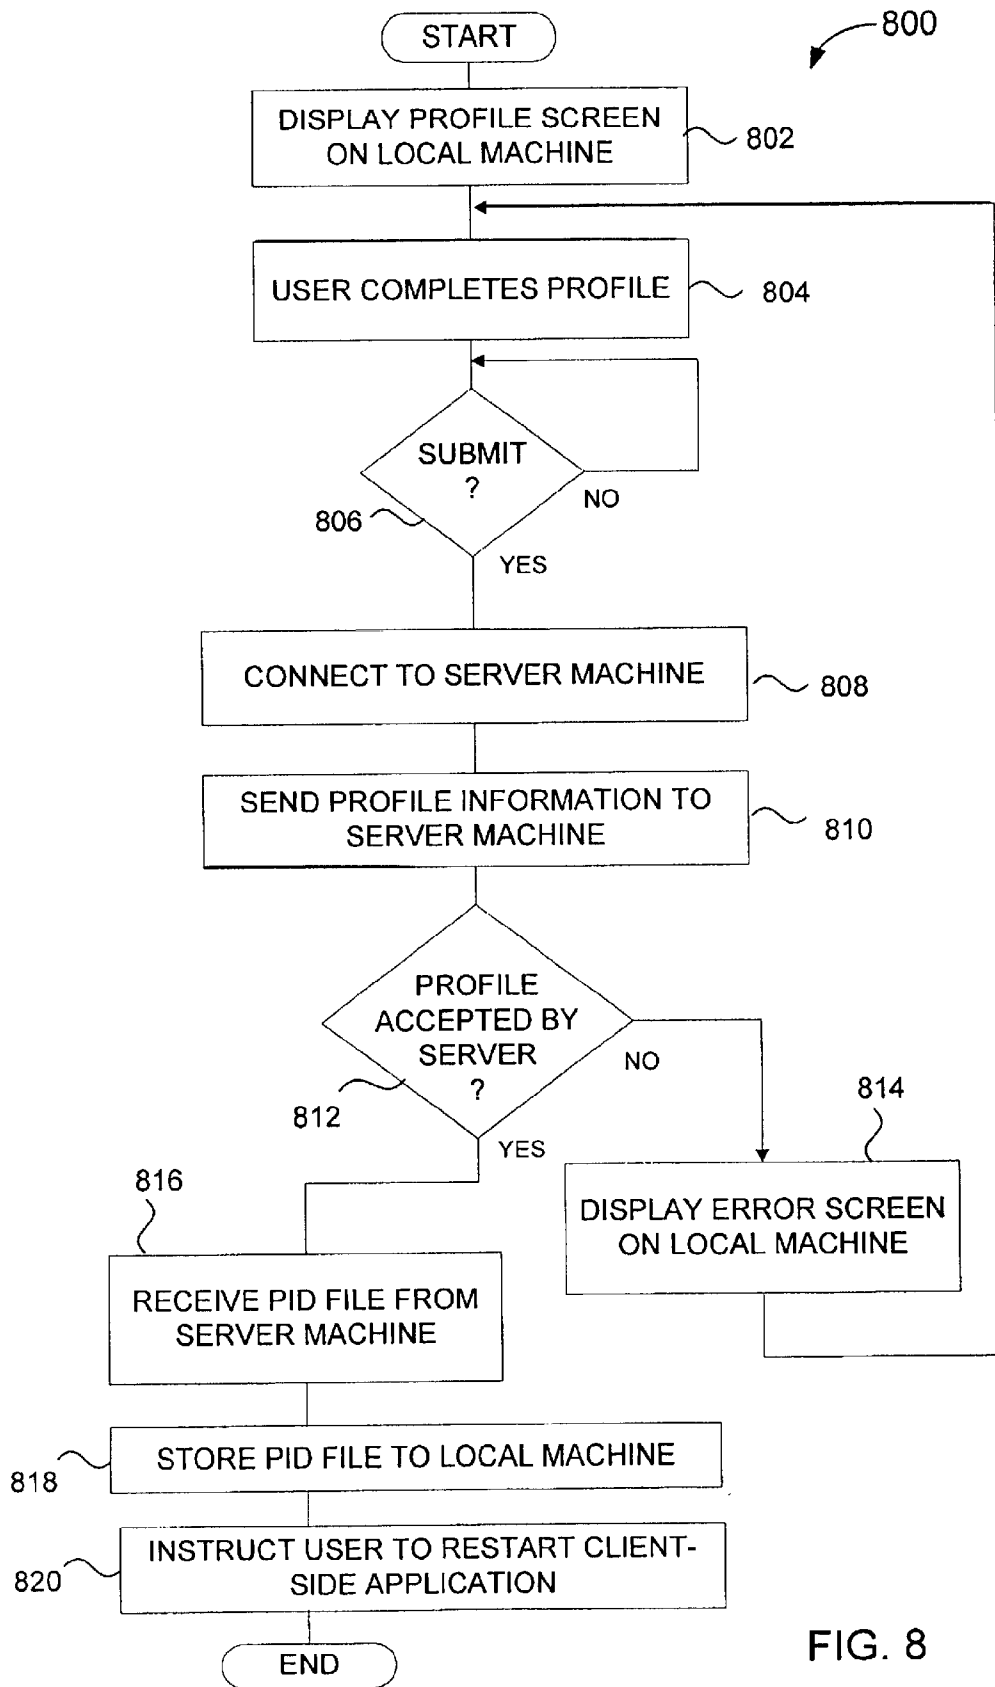 START
800
DISPLAY PROFILE SCREEN
ON LOCAL MACHINE
802
USER COMPLETES PROFILE
804
SUBMIT
?
NO
806
YES
CONNECT TO SERVER MACHINE
808
SEND PROFILE INFORMATION TO
SERVER MACHINE
810
PROFILE
ACCEPTED BY
SERVER
?
NO
812
YES
814
816
DISPLAY ERROR SCREEN
ON LOCAL MACHINE
RECEIVE PID FILE FROM
SERVER MACHINE
STORE PID FILE TO LOCAL MACHINE
818
INSTRUCT USER TO RESTART CLIENT-
SIDE APPLICATION
820
END
FIG. 8